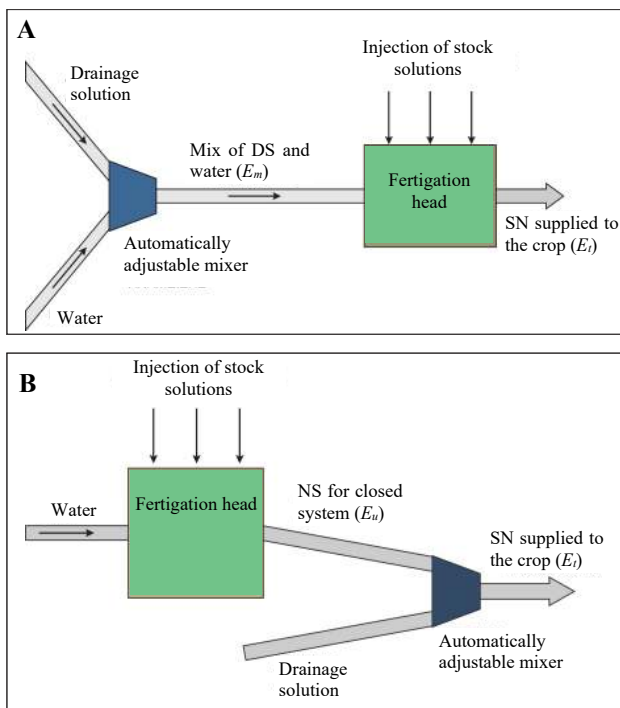 A
Drainage
solution
Injection of stock
solutions
Mix of DS and
water (Em)
Fertigation
head
SN supplied to
the crop (Et)
Automatically
adjustable mixer
Water
B
Injection of stock
solutions
Water
Fertigation head
NS for closed
system (Eu)
SN supplied to
the crop (Et)
Automatically
adjustable mixer
Drainage
solution